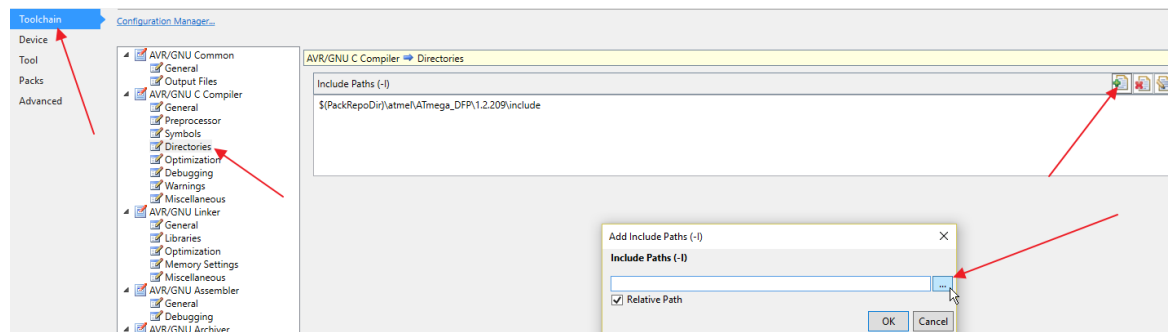 Toolchain
Device
Tool
Packs
Advanced
Configuration Manager...
AVR/GNU Common
General
Output Files
AVR/GNU C Compiler
General
Preprocessor
Symbols
Directories
Optimization
Debugging
Warnings
Miscellaneous
AVR/GNU Linker
General
Libraries
Optimization
Memory Settings
Miscellaneous
AVR/GNU Assembler
General
Debugging
AVR/GNU Archiver
AVR/GNU C Compiler ➡ Directories
Include Paths (-I)
$(PackRepoDir)\atmel\ATmega_DFP\1.2.209\include
Add Include Paths (-I)
Include Paths (-I)
...
Relative Path
OK Cancel